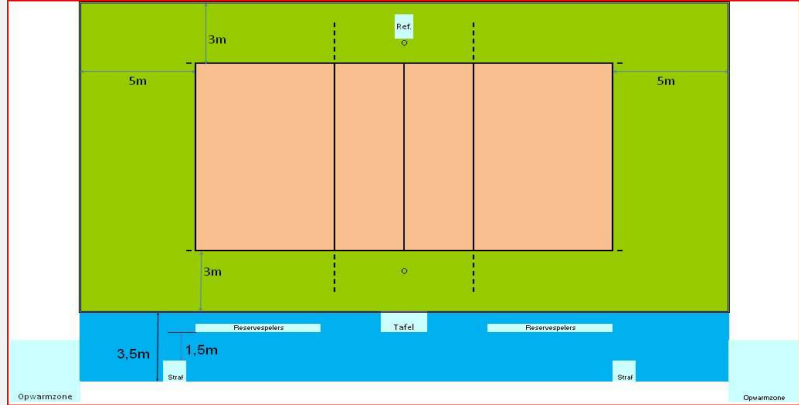 Ref.
3m
5m
5m
3m
Reservespelers
Tafel
Reservespelers
3,5m
1,5m
Straf
Straf
Opwarmzone
Opwarmzone